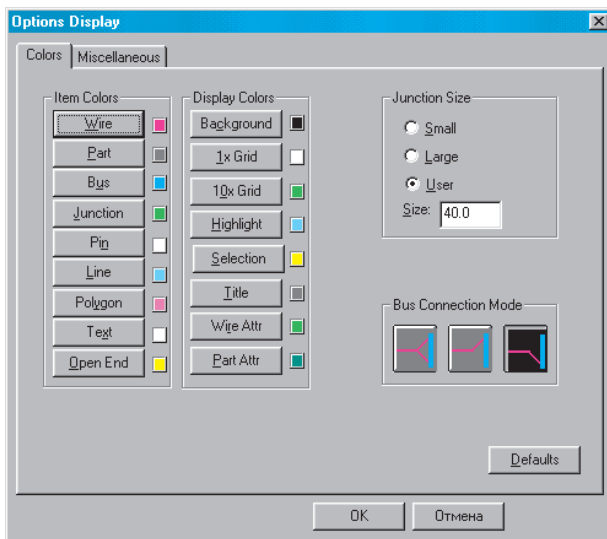 Options Display
Colors
Miscellaneous
Item Colors
Wire
Part
Bus
Junction
Pin
Line
Polygon
Text
Open End
Display Colors
Background
1x Grid
10x Grid
Highlight
Selection
Title
Wire Attr
Part Attr
Junction Size
Small
Large
User
Size: 40.0
Bus Connection Mode
Defaults
OK
Отмена